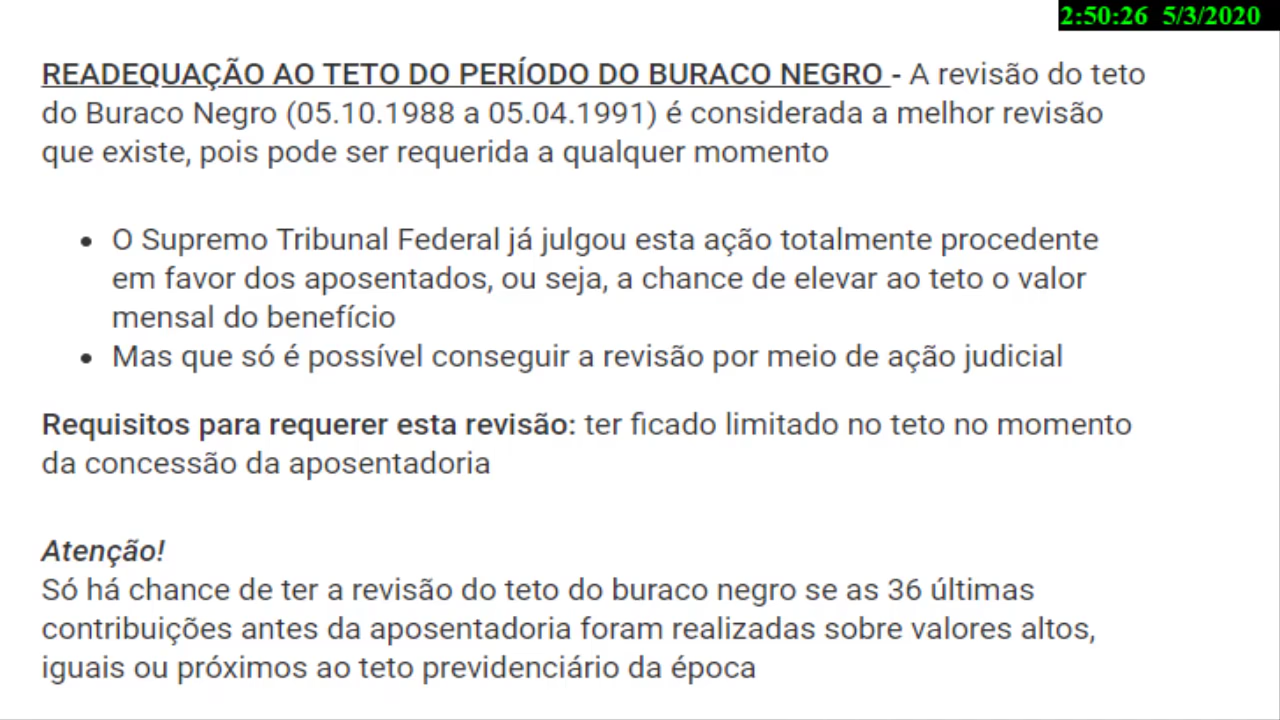 2:50:26 5/3/2020
READEQUAÇÃO AO TETO DO PERÍODO DO BURACO NEGRO - A revisão do teto
do Buraco Negro (05.10.1988 a 05.04.1991) é considerada a melhor revisão
que existe, pois pode ser requerida a qualquer momento
• O Supremo Tribunal Federal já julgou esta ação totalmente procedente
em favor dos aposentados, ou seja, a chance de elevar ao teto o valor
mensal do benefício
• Mas que só é possível conseguir a revisão por meio de ação judicial
Requisitos para requerer esta revisão: ter ficado limitado no teto no momento
da concessão da aposentadoria
Atenção!
Só há chance de ter a revisão do teto do buraco negro se as 36 últimas
contribuições antes da aposentadoria foram realizadas sobre valores altos,
iguais ou próximos ao teto previdenciário da época